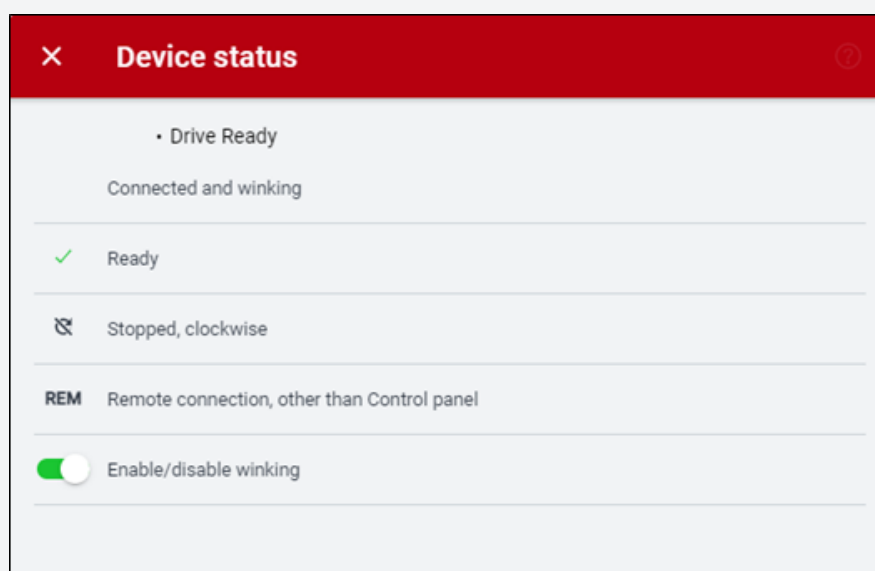 Device status
• Drive Ready
Connected and winking
Ready
Stopped, clockwise
REM Remote connection, other than Control panel
Enable/disable winking